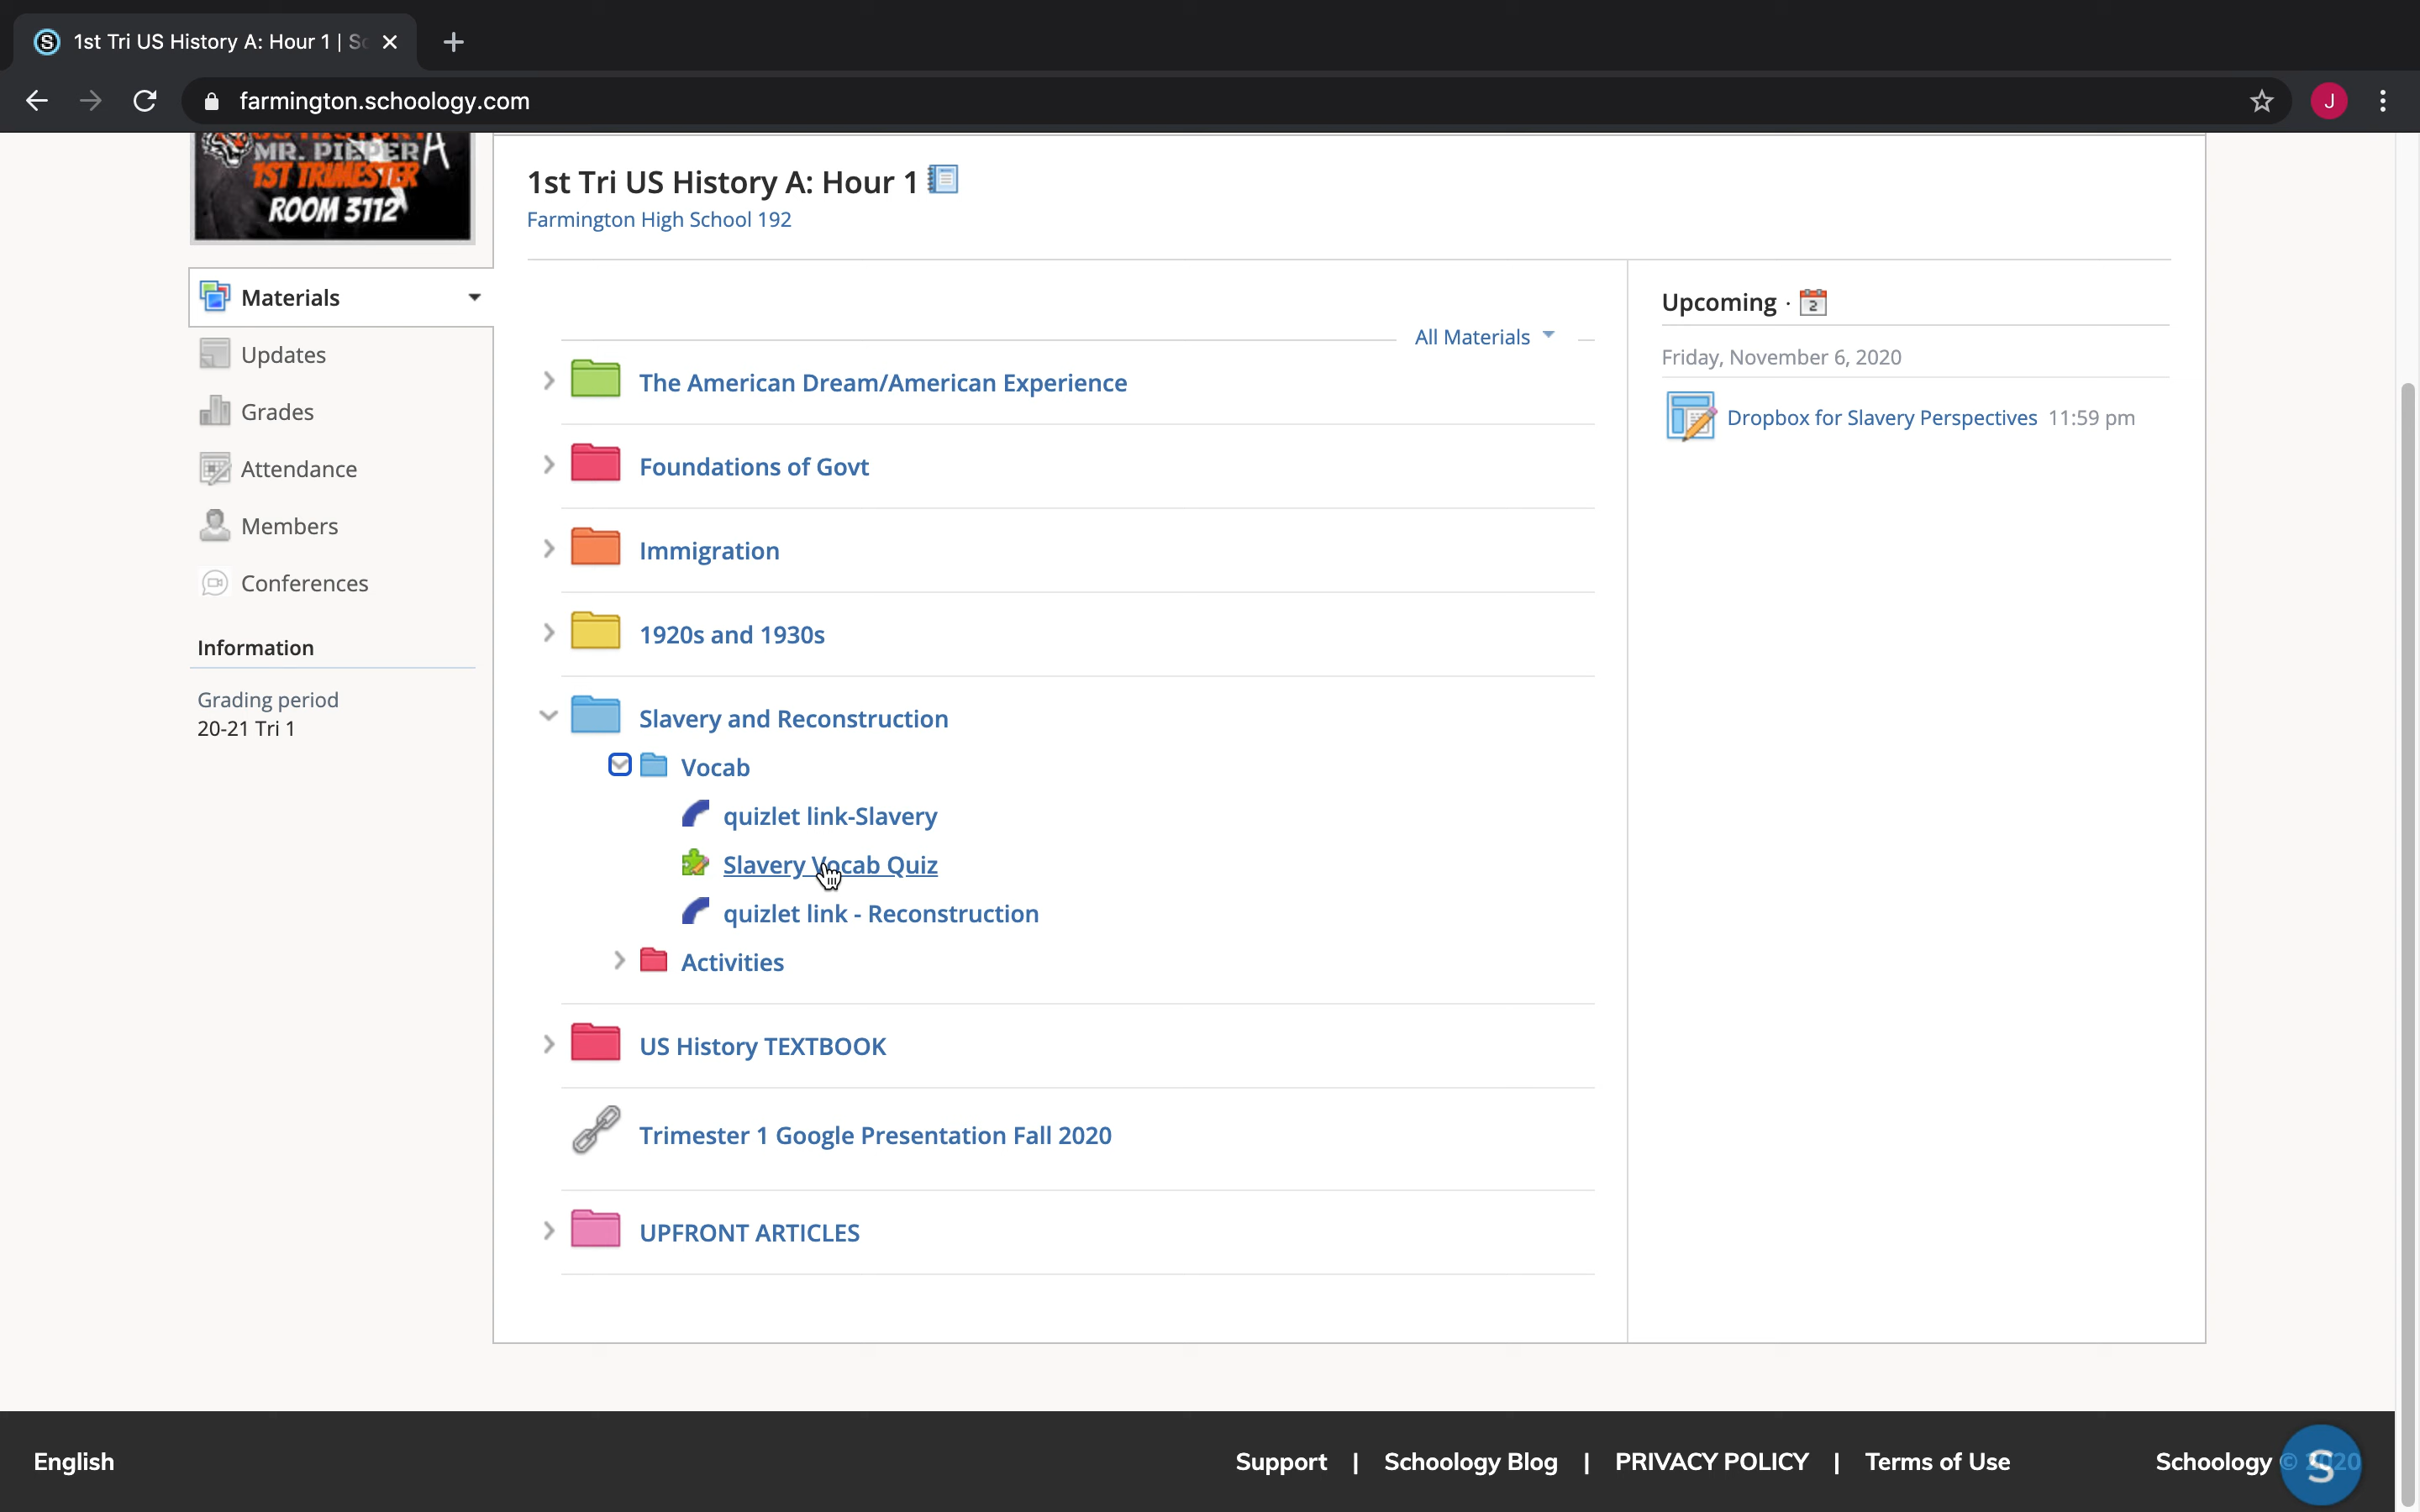 1st Tri US History A: Hour 1 | Sc
farmington.schoology.com
MR. PIEPER A
1ST TRIMESTER
ROOM 3112
1st Tri US History A: Hour 1
Farmington High School 192
Materials
Updates
Grades
Attendance
Members
Conferences
Information
Grading period
20-21 Tri 1
All Materials
The American Dream/American Experience
Foundations of Govt
Immigration
1920s and 1930s
Slavery and Reconstruction
Vocab
quizlet link-Slavery
Slavery Vocab Quiz
quizlet link - Reconstruction
Activities
US History TEXTBOOK
Trimester 1 Google Presentation Fall 2020
UPFRONT ARTICLES
Upcoming ·
2
Friday, November 6, 2020
Dropbox for Slavery Perspectives 11:59 pm
J
English
Support | Schoology Blog | PRIVACY POLICY | Terms of Use
Schoology © 2020
S